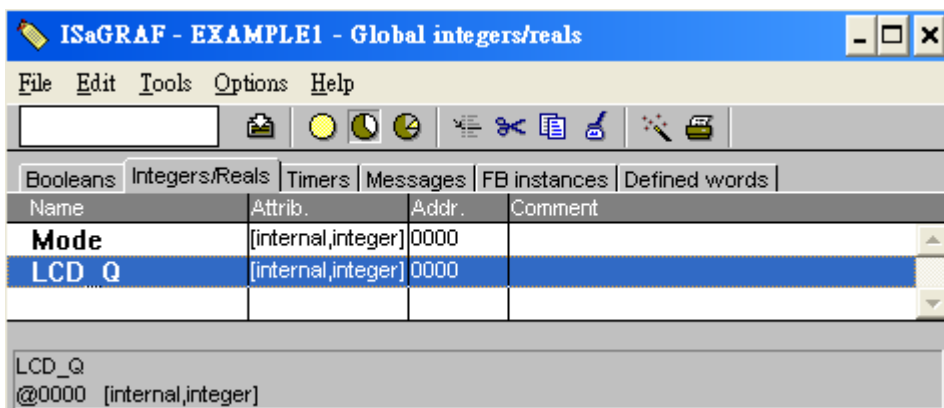 ISaGRAF - EXAMPLE1 - Global integers/reals
File Edit Tools Options Help
Booleans Integers/Reals Timers Messages FB instances Defined words
Name Attrib. Addr. Comment
Mode [internal,integer] 0000
LCD_Q [internal,integer] 0000
LCD_Q
@0000 [internal,integer]